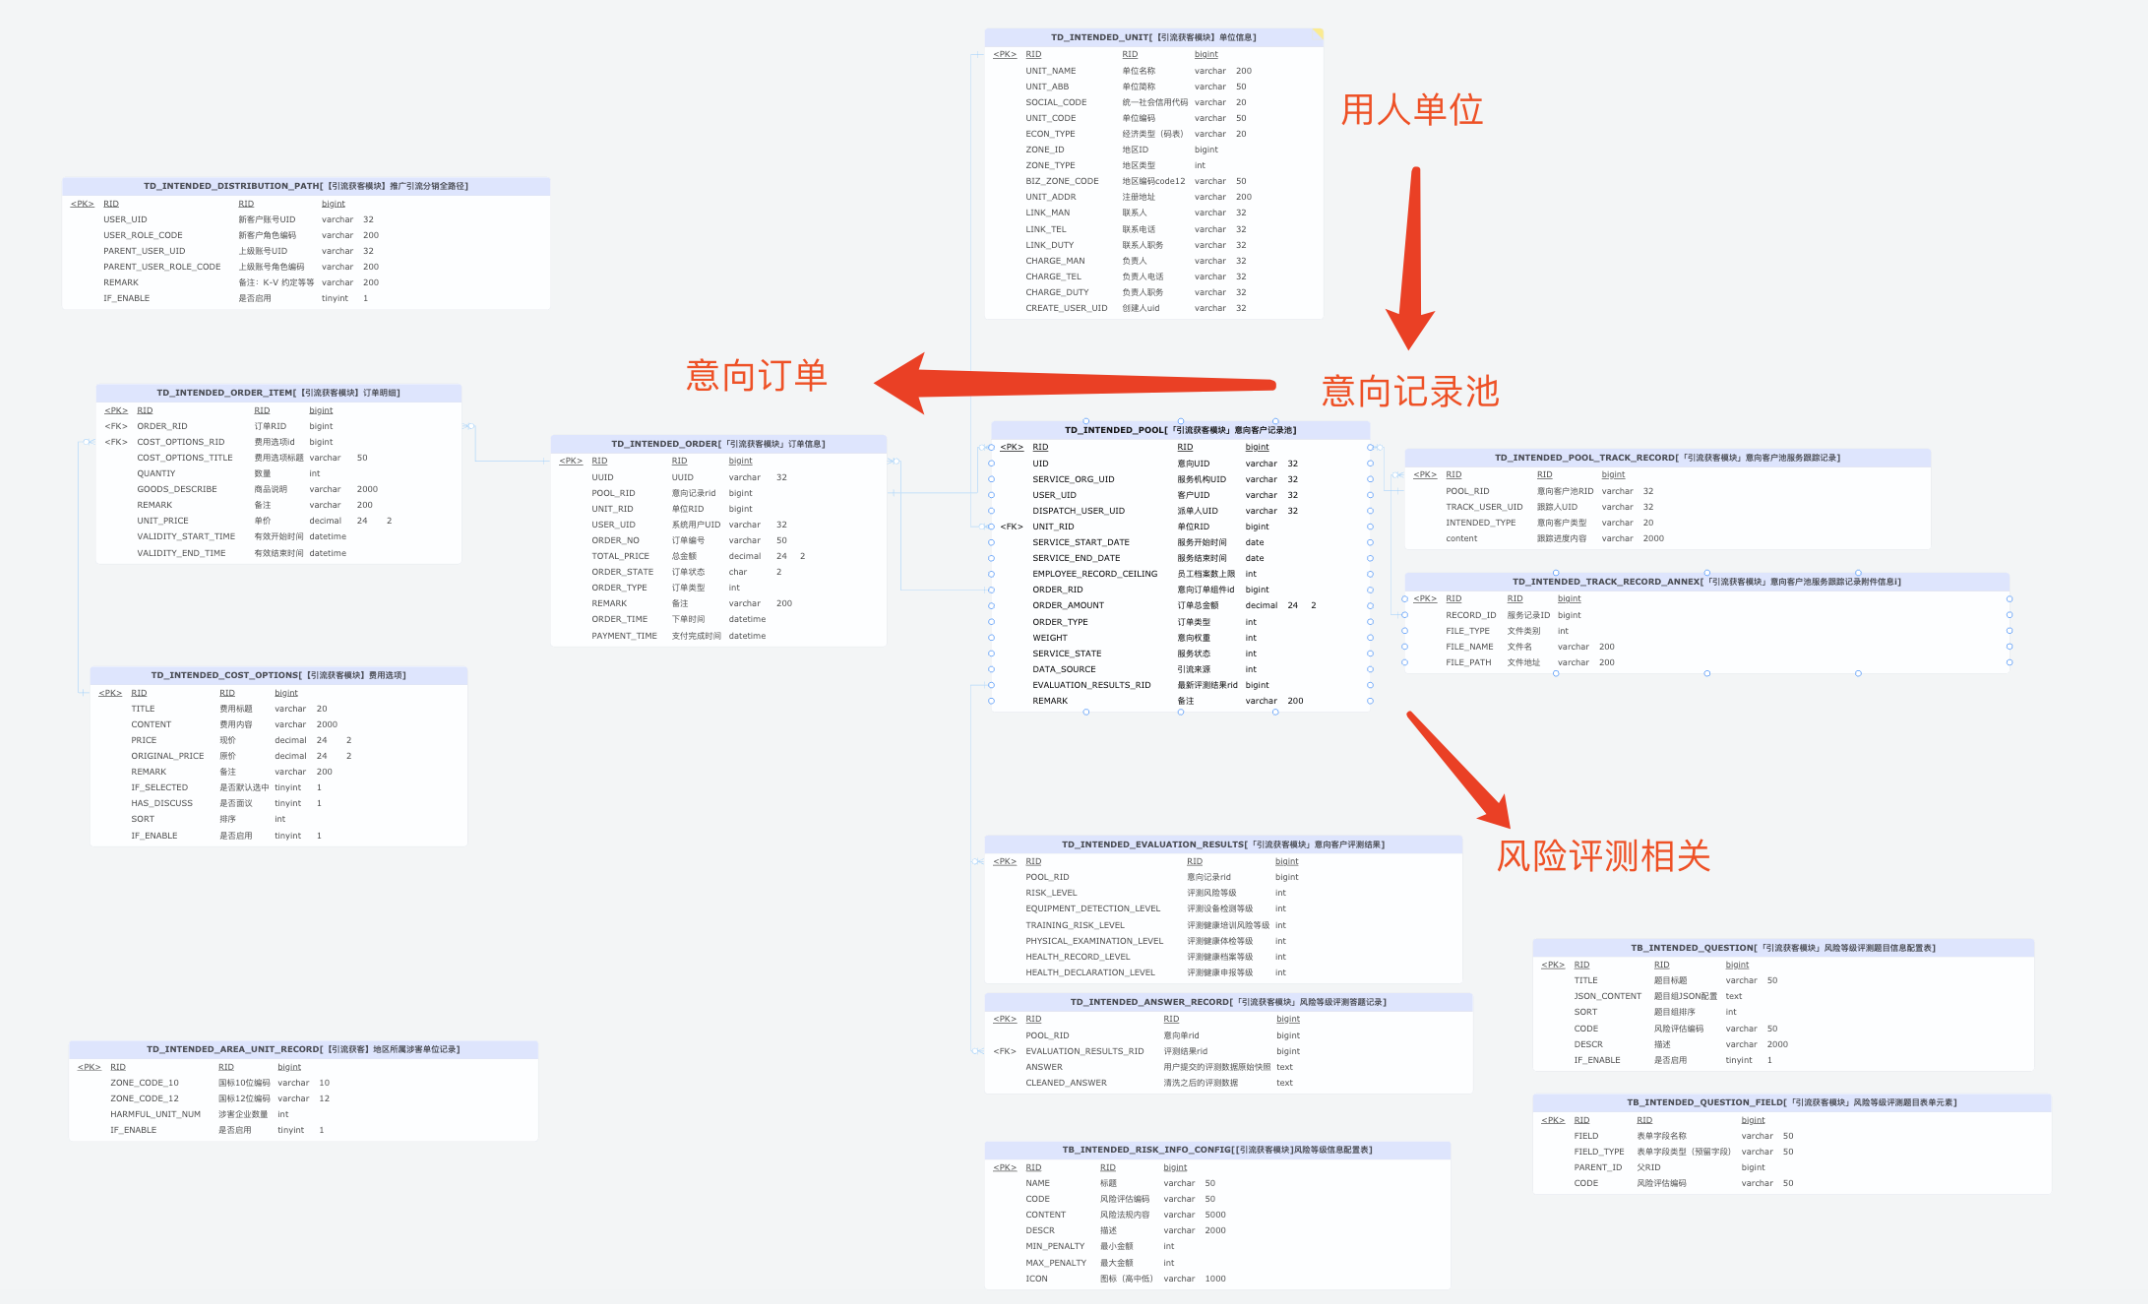 TD_INTENDED_UNIT[【引流获客模块】单位信息]
<PK> RID RID bigint
UNIT_NAME 单位名称 varchar 200
UNIT_ABB 单位简称 varchar 50
SOCIAL_CODE 统一社会信用代码 varchar 20
UNIT_CODE 单位编码 varchar 50
ECON_TYPE 经济类型（码表） varchar 20
ZONE_ID 地区ID bigint
ZONE_TYPE 地区类型 int
BIZ_ZONE_CODE 地区编码code12 varchar 50
UNIT_ADDR 注册地址 varchar 200
LINK_MAN 联系人 varchar 32
LINK_TEL 联系电话 varchar 32
LINK_DUTY 联系人职务 varchar 32
CHARGE_MAN 负责人 varchar 32
CHARGE_TEL 负责人电话 varchar 32
CHARGE_DUTY 负责人职务 varchar 32
CREATE_USER_UID 创建人uid varchar 32
用人单位
TD_INTENDED_DISTRIBUTION_PATH[【引流获客模块】推广引流分销全路径]
<PK> RID RID bigint
USER_UID 新客户账号UID varchar 32
USER_ROLE_CODE 新客户角色编码 varchar 200
PARENT_USER_UID 上级账号UID varchar 32
PARENT_USER_ROLE_CODE 上级账号角色编码 varchar 200
REMARK 备注：K-V 约定等等 varchar 200
IF_ENABLE 是否启用 tinyint 1
意向订单
意向记录池
TD_INTENDED_ORDER_ITEM[【引流获客模块】订单明细]
<PK> RID RID bigint
<FK> ORDER_RID 订单RID bigint
<FK> COST_OPTIONS_RID 费用选项id bigint
COST_OPTIONS_TITLE 费用选项标题 varchar 50
QUANTIY 数量 int
GOODS_DESCRIBE 商品说明 varchar 2000
REMARK 备注 varchar 200
UNIT_PRICE 单价 decimal 24 2
VALIDITY_START_TIME 有效开始时间 datetime
VALIDITY_END_TIME 有效结束时间 datetime
TD_INTENDED_ORDER[「引流获客模块」订单信息]
<PK> RID RID bigint
UUID UUID varchar 32
POOL_RID 意向记录rid bigint
UNIT_RID 单位RID bigint
USER_UID 系统用户UID varchar 32
ORDER_NO 订单编号 varchar 50
TOTAL_PRICE 总金额 decimal 24 2
ORDER_STATE 订单状态 char 2
ORDER_TYPE 订单类型 int
REMARK 备注 varchar 200
ORDER_TIME 下单时间 datetime
PAYMENT_TIME 支付完成时间 datetime
TD_INTENDED_POOL[「引流获客模块」意向客户记录池]
<PK> RID RID bigint
UID 意向UID varchar 32
SERVICE_ORG_UID 服务机构UID varchar 32
USER_UID 客户UID varchar 32
DISPATCH_USER_UID 派单人UID varchar 32
<FK> UNIT_RID 单位RID bigint
SERVICE_START_DATE 服务开始时间 date
SERVICE_END_DATE 服务结束时间 date
EMPLOYEE_RECORD_CEILING 员工档案数上限 int
ORDER_RID 意向订单组件id bigint
ORDER_AMOUNT 订单总金额 decimal 24 2
ORDER_TYPE 订单类型 int
WEIGHT 意向权重 int
SERVICE_STATE 服务状态 int
DATA_SOURCE 引流来源 int
EVALUATION_RESULTS_RID 最新评测结果rid bigint
REMARK 备注 varchar 200
TD_INTENDED_POOL_TRACK_RECORD[「引流获客模块」意向客户池服务跟踪记录]
<PK> RID RID bigint
POOL_RID 意向客户池RID varchar 32
TRACK_USER_UID 跟踪人UID varchar 32
INTENDED_TYPE 意向客户类型 varchar 20
content 跟踪进度内容 varchar 2000
TD_INTENDED_TRACK_RECORD_ANNEX[「引流获客模块」意向客户池服务跟踪记录附件信息i]
<PK> RID RID bigint
RECORD_ID 服务记录ID bigint
FILE_TYPE 文件类别 int
FILE_NAME 文件名 varchar 200
FILE_PATH 文件地址 varchar 200
TD_INTENDED_COST_OPTIONS[【引流获客模块】费用选项]
<PK> RID RID bigint
TITLE 费用标题 varchar 20
CONTENT 费用内容 varchar 2000
PRICE 现价 decimal 24 2
ORIGINAL_PRICE 原价 decimal 24 2
REMARK 备注 varchar 200
IF_SELECTED 是否默认选中 tinyint 1
HAS_DISCUSS 是否面议 tinyint 1
SORT 排序 int
IF_ENABLE 是否启用 tinyint 1
风险评测相关
TD_INTENDED_EVALUATION_RESULTS[「引流获客模块」意向客户评测结果]
<PK> RID RID bigint
POOL_RID 意向记录rid bigint
RISK_LEVEL 评测风险等级 int
EQUIPMENT_DETECTION_LEVEL 评测设备检测等级 int
TRAINING_RISK_LEVEL 评测健康培训风险等级 int
PHYSICAL_EXAMINATION_LEVEL 评测健康体检等级 int
HEALTH_RECORD_LEVEL 评测健康档案等级 int
HEALTH_DECLARATION_LEVEL 评测健康申报等级 int
TD_INTENDED_ANSWER_RECORD[「引流获客模块」风险等级评测答题记录]
<PK> RID RID bigint
POOL_RID 意向单rid bigint
<FK> EVALUATION_RESULTS_RID 评测结果rid bigint
ANSWER 用户提交的评测数据原始快照 text
CLEANED_ANSWER 清洗之后的评测数据 text
TB_INTENDED_QUESTION[「引流获客模块」风险等级评测题目信息配置表]
<PK> RID RID bigint
TITLE 题目标题 varchar 50
JSON_CONTENT 题目组JSON配置 text
SORT 题目组排序 int
CODE 风险评估编码 varchar 50
DESCR 描述 varchar 2000
IF_ENABLE 是否启用 tinyint 1
TD_INTENDED_AREA_UNIT_RECORD[【引流获客】地区所属涉害单位记录]
<PK> RID RID bigint
ZONE_CODE_10 国标10位编码 varchar 10
ZONE_CODE_12 国标12位编码 varchar 12
HARMFUL_UNIT_NUM 涉害企业数量 int
IF_ENABLE 是否启用 tinyint 1
TB_INTENDED_QUESTION_FIELD[「引流获客模块」风险等级评测题目表单元素]
<PK> RID RID bigint
FIELD 表单字段名称 varchar 50
FIELD_TYPE 表单字段类型（预留字段） varchar 50
PARENT_ID 父RID bigint
CODE 风险评估编码 varchar 50
TB_INTENDED_RISK_INFO_CONFIG[[引流获客模块]风险等级信息配置表]
<PK> RID RID bigint
NAME 标题 varchar 50
CODE 风险评估编码 varchar 50
CONTENT 风险法规内容 varchar 5000
DESCR 描述 varchar 2000
MIN_PENALTY 最小金额 int
MAX_PENALTY 最大金额 int
ICON 图标（高中低） varchar 1000